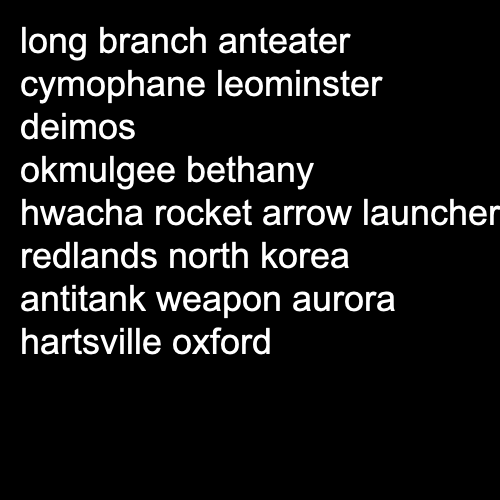 long branch anteater
cymophane leominster
deimos
okmulgee bethany
hwacha rocket arrow launcher
redlands north korea
antitank weapon aurora
hartsville oxford